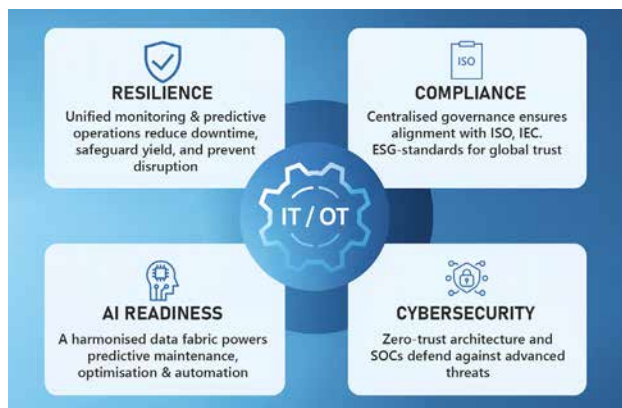 RESILIENCE
Unified monitoring & predictive
operations reduce downtime,
safeguard yield, and prevent
disruption
ISO
COMPLIANCE
Centralised governance ensures
alignment with ISO, IEC.
ESG-standards for global trust
IT / OT
AI READINESS
A harmonised data fabric powers
predictive maintenance,
optimisation & automation
CYBERSECURITY
Zero-trust architecture and
SOCs defend against advanced
threats